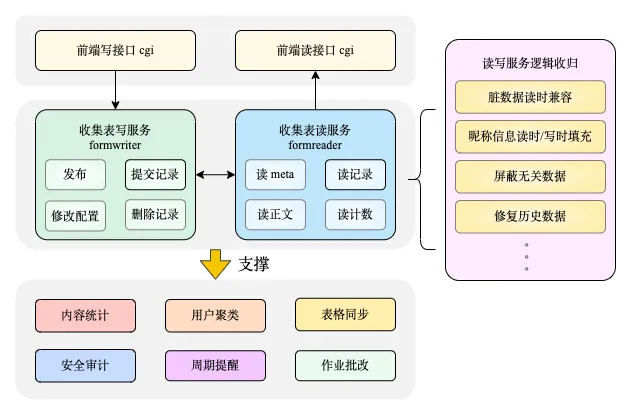 前端写接口 cgi
前端读接口 cgi
收集表写服务
formwriter
发布
提交记录
修改配置
删除记录
收集表读服务
formreader
读 meta
读记录
读正文
读计数
读写服务逻辑收归
脏数据读时兼容
昵称信息读时/写时填充
屏蔽无关数据
修复历史数据
支撑
内容统计
用户聚类
表格同步
安全审计
周期提醒
作业批改